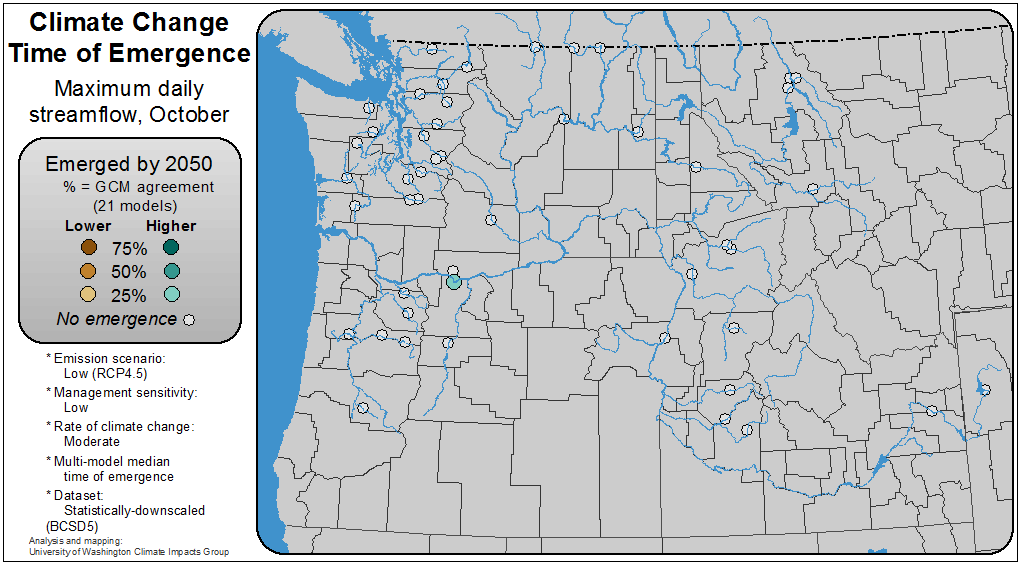 Climate Change
Time of Emergence
Maximum daily
streamflow, October
Emerged by 2050
% = GCM agreement
(21 models)
Lower Higher
75%
50%
25%
No emergence
* Emission scenario:
Low (RCP4.5)
* Management sensitivity:
Low
* Rate of climate change:
Moderate
* Multi-model median
time of emergence
* Dataset:
Statistically-downscaled
(BCSD5)
Analysis and mapping:
University of Washington Climate Impacts Group